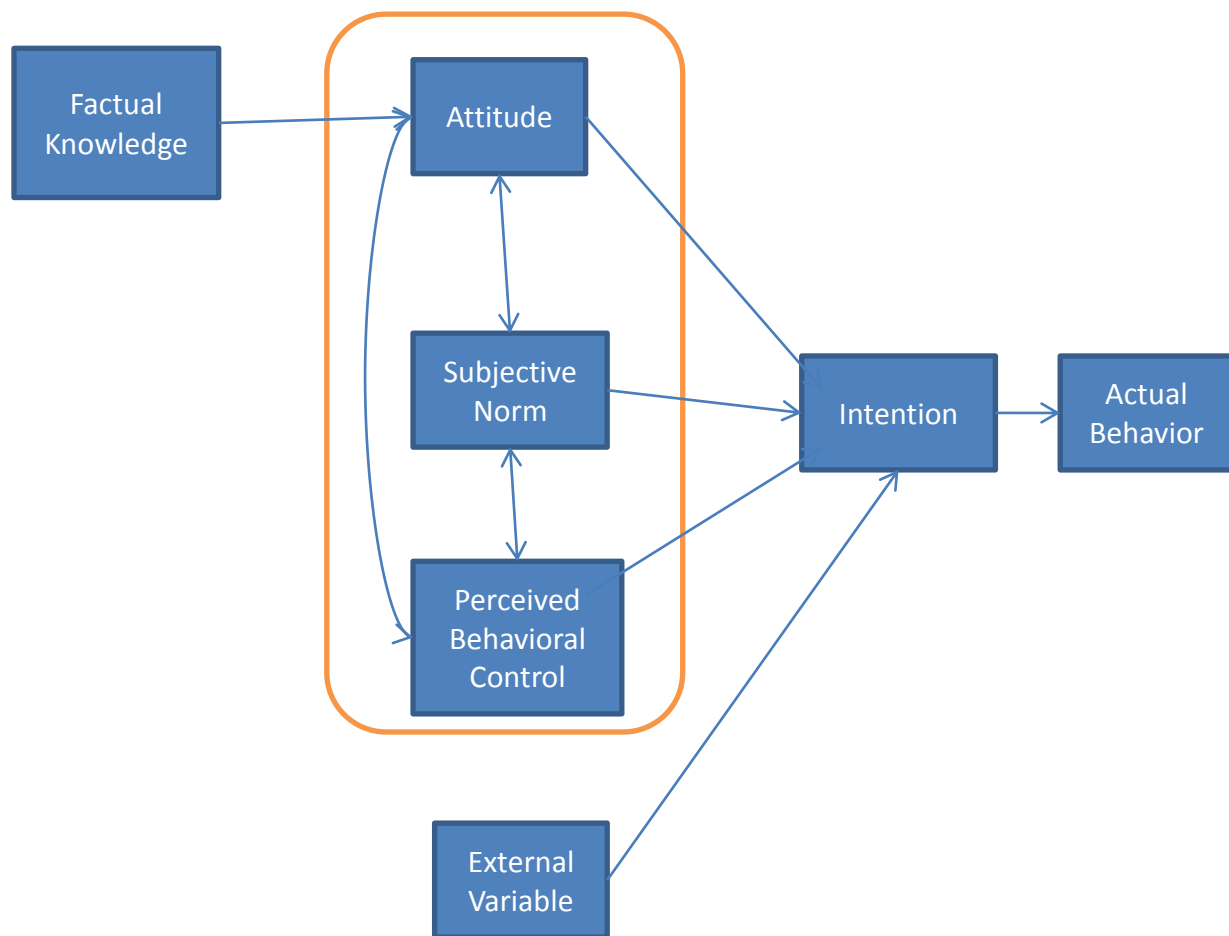 Factual
Knowledge
Attitude
Subjective
Norm
Intention
Actual
Behavior
Perceived
Behavioral
Control
External
Variable